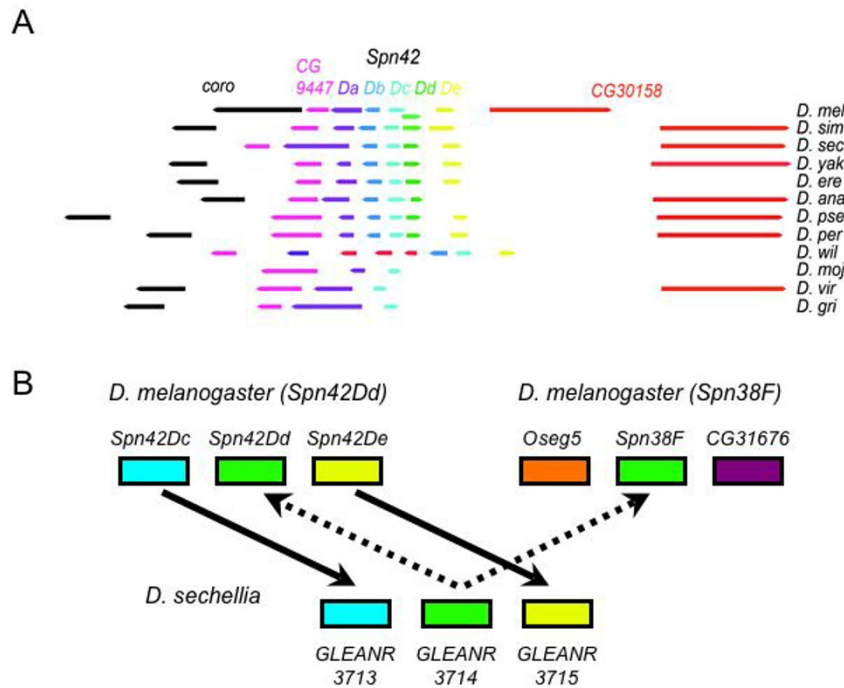 A
Spn42
CG
9447 Da Db Dc Dd De
coro
CG30158
D. mel
D. sim
D. sec
D. yak
D. ere
D. ana
D. pse
D. per
D. wil
D. moj
D. vir
D. gri
B
D. melanogaster (Spn42Dd)
D. melanogaster (Spn38F)
Spn42Dc Spn42Dd Spn42De
Oseg5 Spn38F CG31676
D. sechellia
GLEANR GLEANR GLEANR
3713 3714 3715